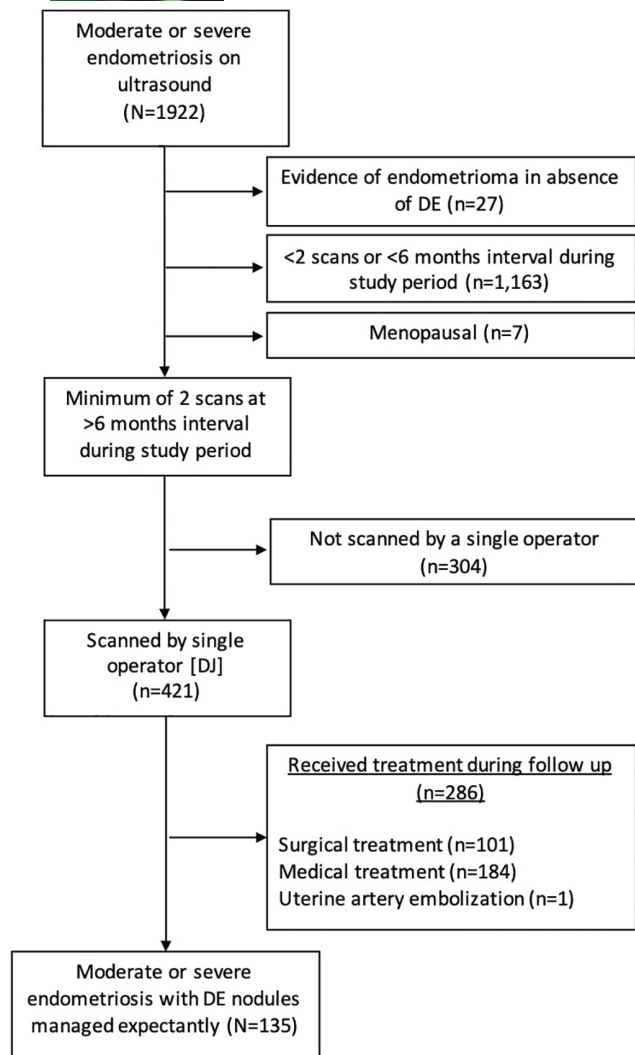 Moderate or severe
endometriosis on
ultrasound
(N=1922)
Evidence of endometrioma in absence
of DE (n=27)
<2 scans or <6 months interval during
study period (n=1,163)
Menopausal (n=7)
Minimum of 2 scans at
>6 months interval
during study period
Not scanned by a single operator
(n=304)
Scanned by single
operator [DJ]
(n=421)
Received treatment during follow up
(n=286)
Surgical treatment (n=101)
Medical treatment (n=184)
Uterine artery embolization (n=1)
Moderate or severe
endometriosis with DE nodules
managed expectantly (N=135)